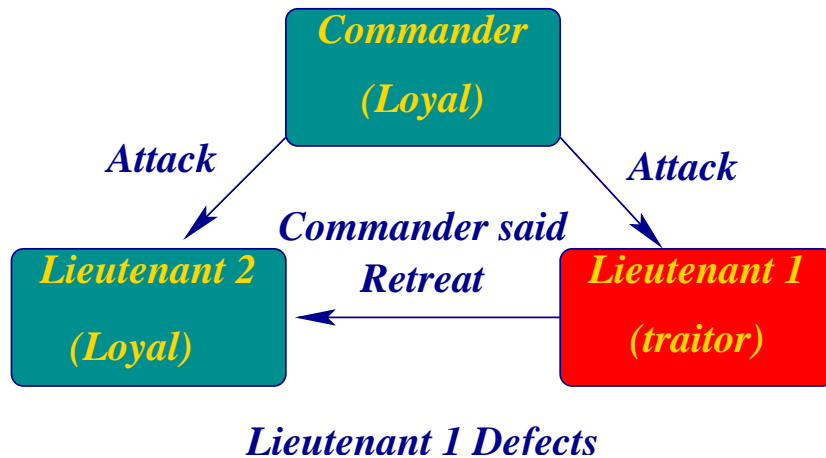 Commander
(Loyal)
Attack
Attack
Commander said
Retreat
Lieutenant 2
(Loyal)
Lieutenant 1
(traitor)
Lieutenant 1 Defects